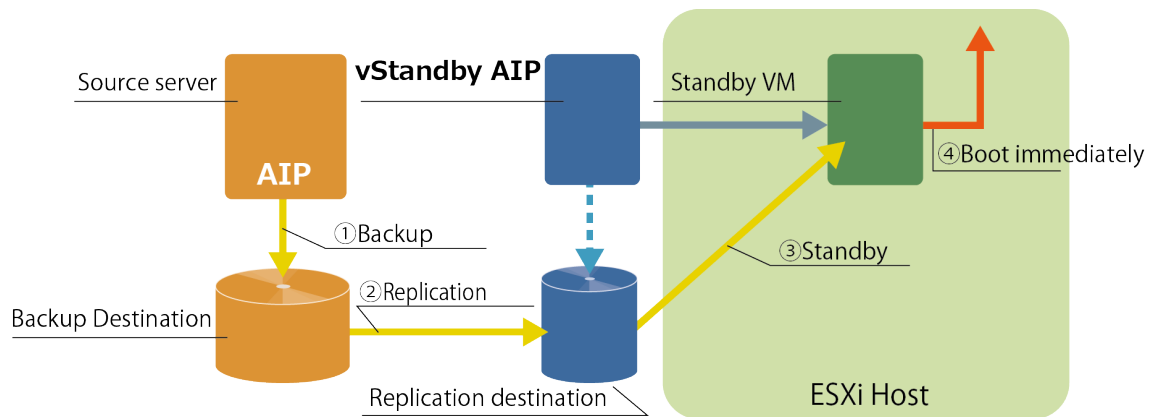 Source server
vStandby AIP
Standby VM
AIP
④Boot immediately
①Backup
③Standby
②Replication
Backup Destination
Replication destination
ESXi Host